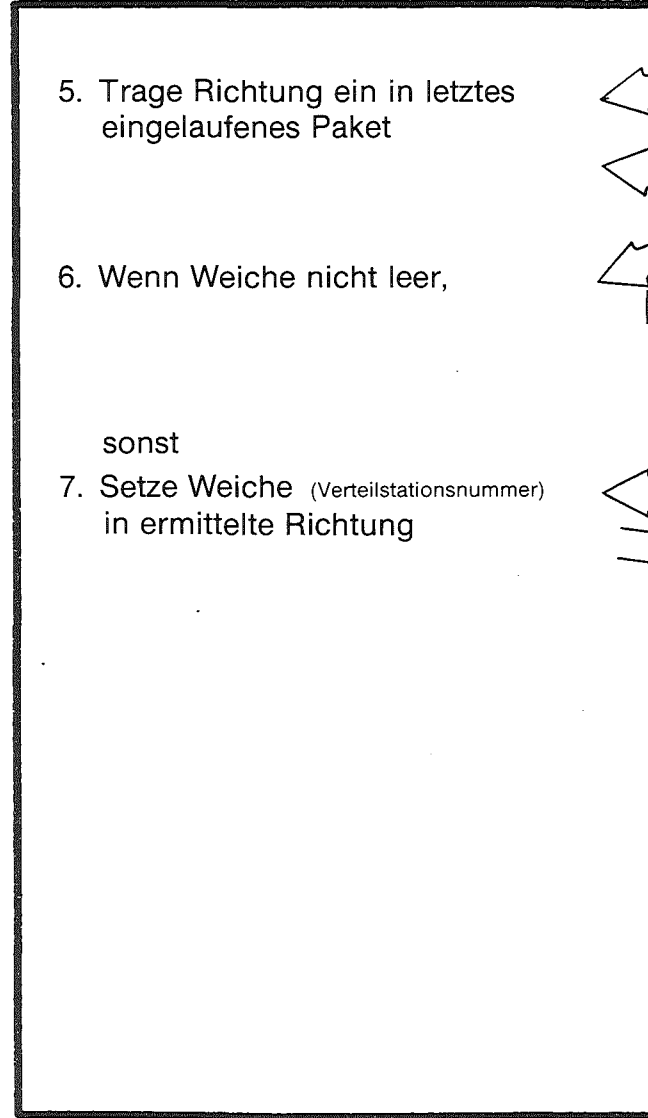 5. Trage Richtung ein in letztes
eingelaufenes Paket
6. Wenn Weiche nicht leer,
sonst
7. Setze Weiche (Verteilstationsnummer)
in ermittelte Richtung